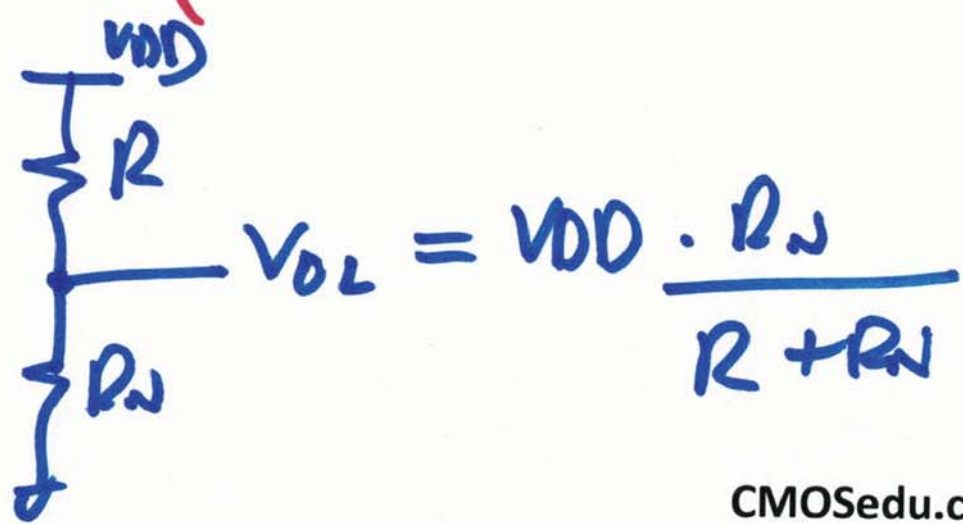 VDD
R
VOL = VDD · RN / R + RN
RN
CMOSedu.c